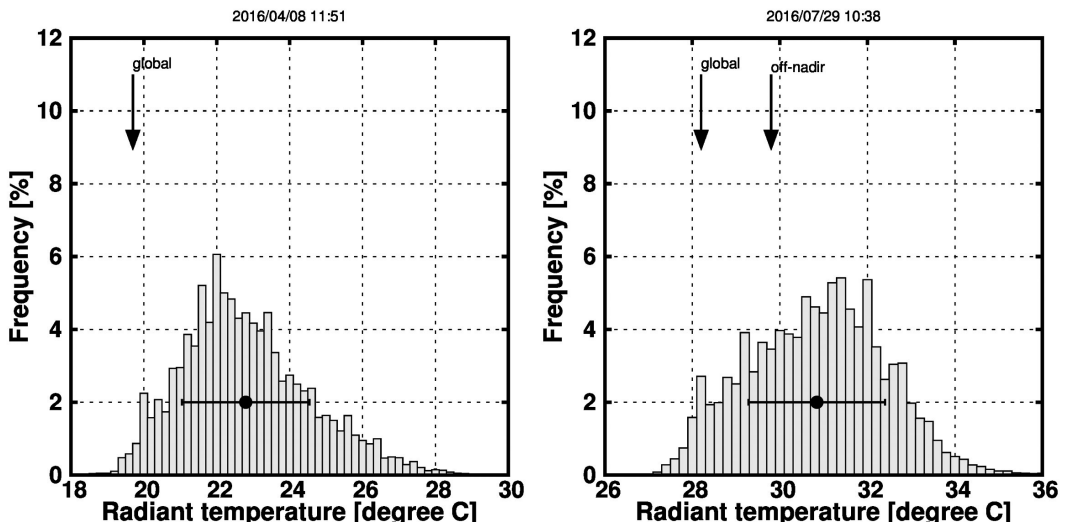 2016/04/08 11:51
12
10
8
6
4
2
0
Frequency [%]
global
18 20 22 24 26 28 30
Radiant temperature [degree C]
2016/07/29 10:38
12
10
8
6
4
2
0
Frequency [%]
global
off-nadir
26 28 30 32 34 36
Radiant temperature [degree C]